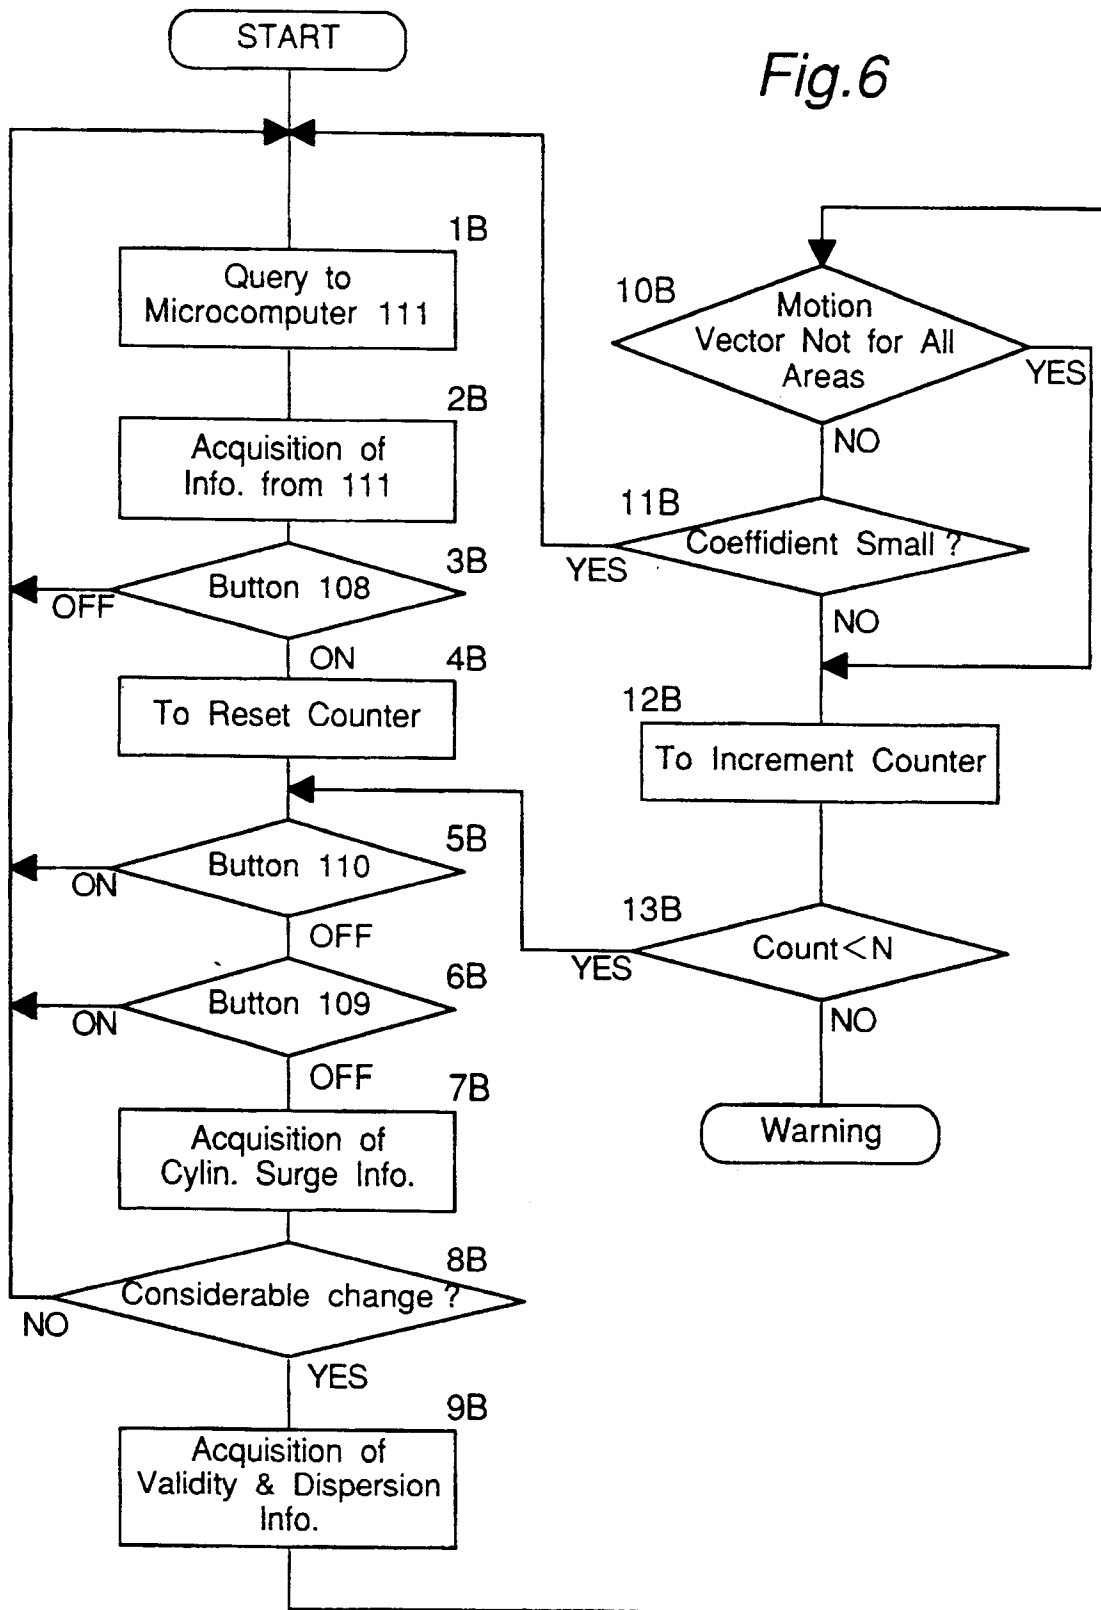 START
Fig.6
1B
Query to
Microcomputer 111
2B
Acquisition of
Info. from 111
3B
Button 108
OFF
ON
4B
To Reset Counter
5B
Button 110
ON
OFF
6B
Button 109
ON
OFF
7B
Acquisition of
Cylin. Surge Info.
8B
Considerable change ?
NO
YES
9B
Acquisition of
Validity & Dispersion
Info.
10B
Motion
Vector Not for All
Areas
YES
NO
11B
Coeffidient Small ?
YES
NO
12B
To Increment Counter
13B
Count<N
YES
NO
Warning